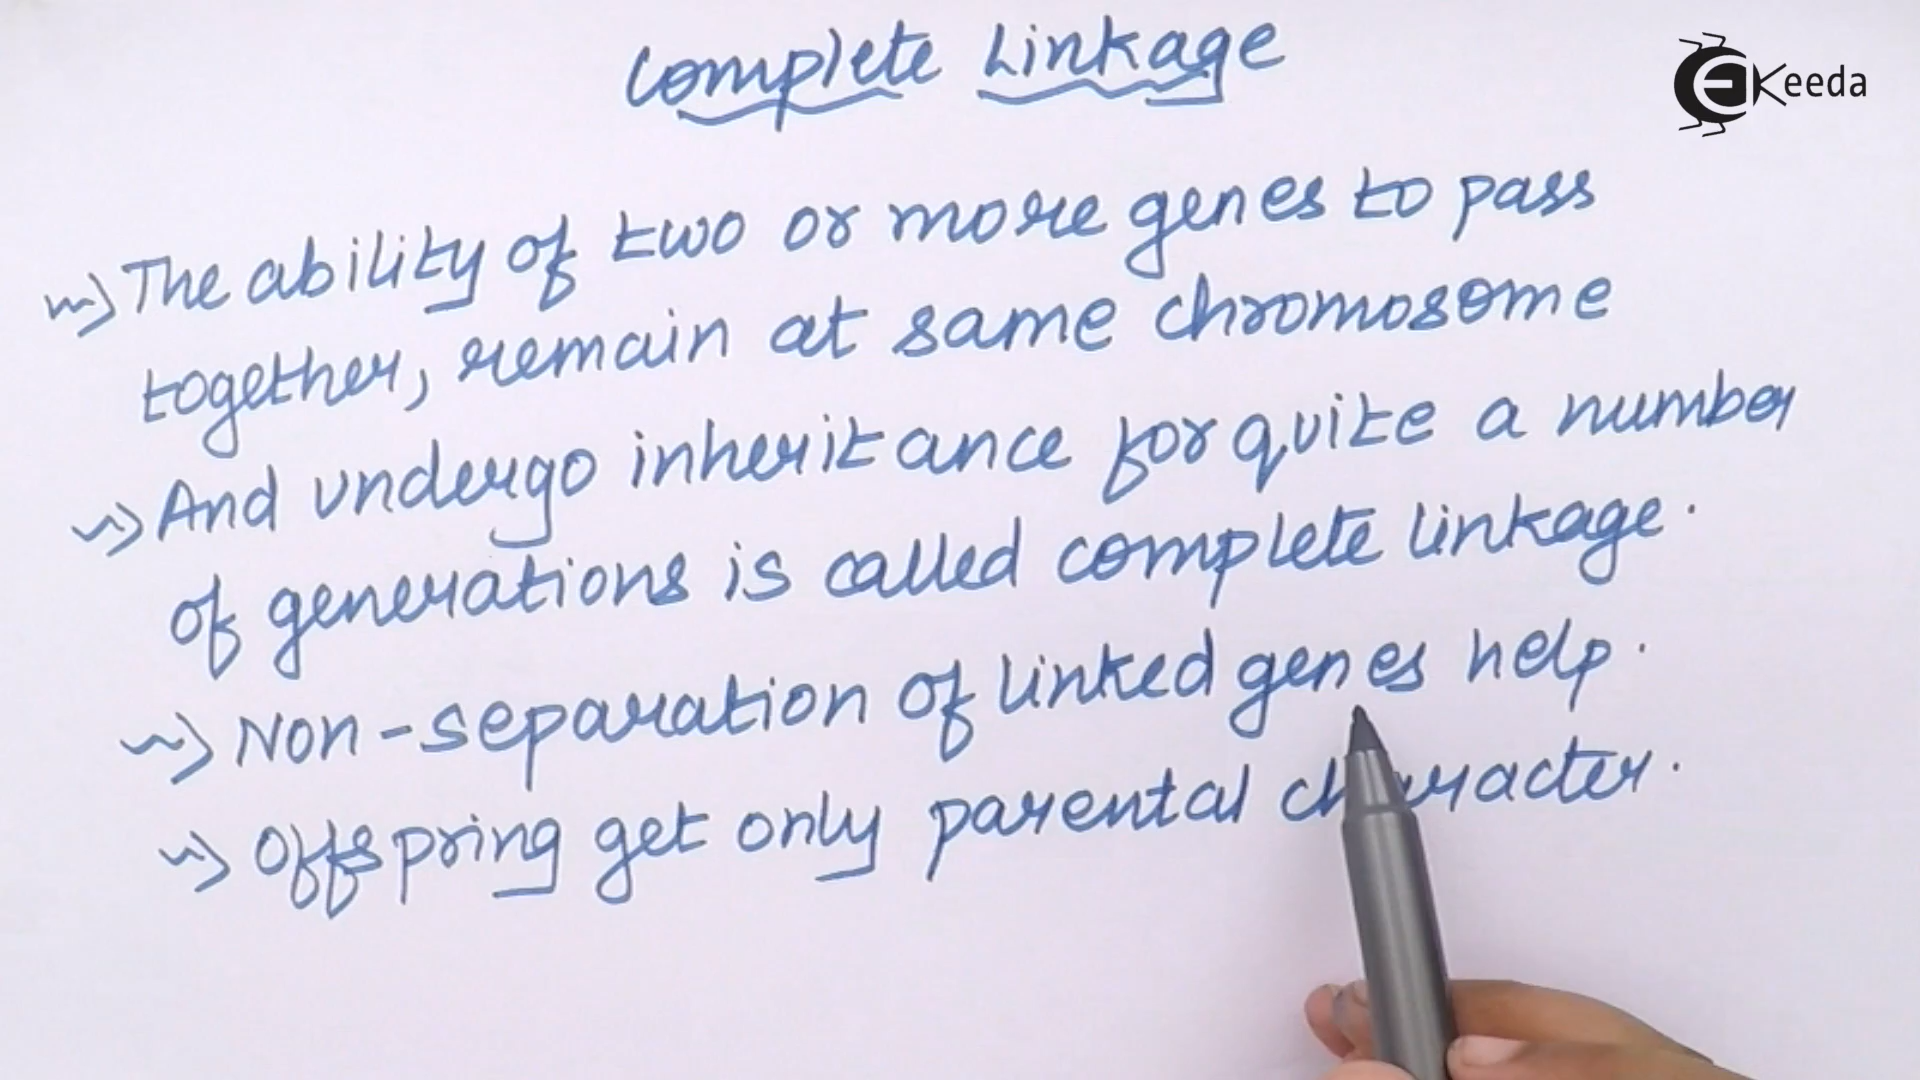 Complete Linkage
EKeeda
~> The ability of two or more genes to pass
together, remain at same chromosome
~> And undergo inheritance for quite a number
of generations is called complete linkage.
~> Non-separation of linked genes help.
~> Offspring get only parental character.